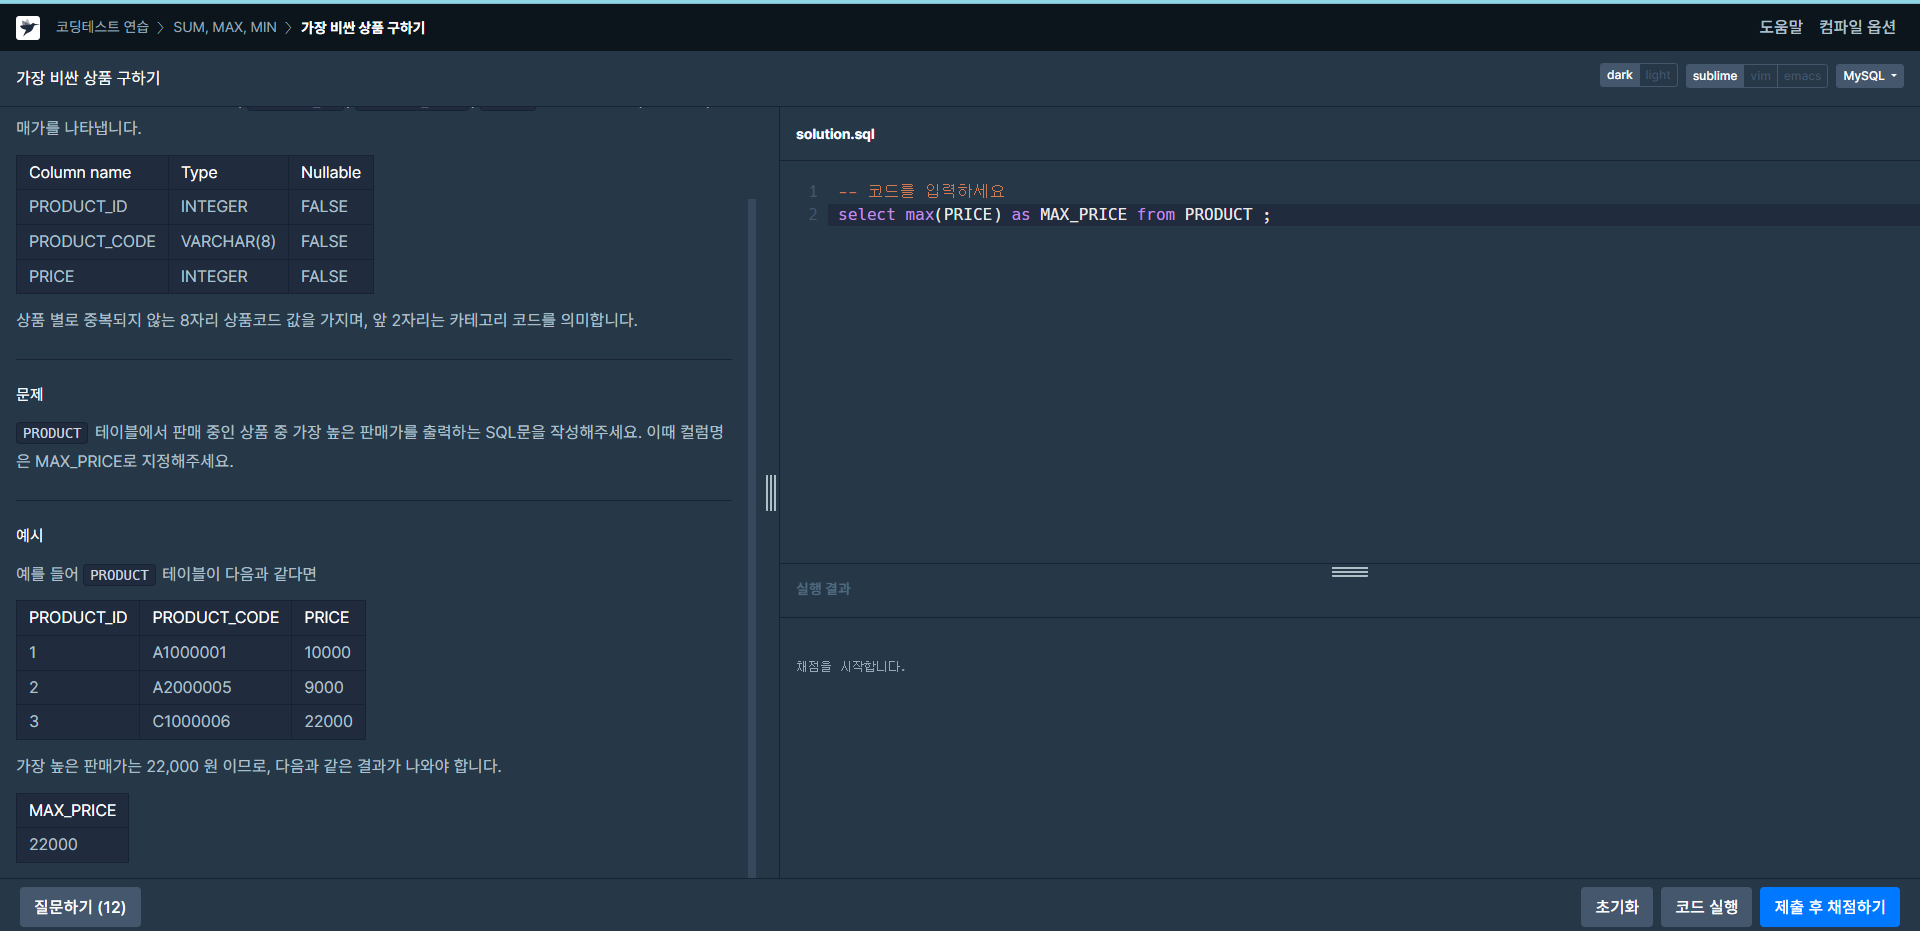 코딩테스트 연습 > SUM, MAX, MIN > 가장 비싼 상품 구하기
도움말 컴파일 옵션
가장 비싼 상품 구하기
dark light sublime vim emacs MySQL
매가를 나타냅니다.
Column name Type Nullable
PRODUCT_ID INTEGER FALSE
PRODUCT_CODE VARCHAR(8) FALSE
PRICE INTEGER FALSE
상품 별로 중복되지 않는 8자리 상품코드 값을 가지며, 앞 2자리는 카테고리 코드를 의미합니다.
문제
PRODUCT 테이블에서 판매 중인 상품 중 가장 높은 판매가를 출력하는 SQL문을 작성해주세요. 이때 컬럼명
은 MAX_PRICE로 지정해주세요.
예시
예를 들어 PRODUCT 테이블이 다음과 같다면
PRODUCT_ID PRODUCT_CODE PRICE
1 A1000001 10000
2 A2000005 9000
3 C1000006 22000
가장 높은 판매가는 22,000 원 이므로, 다음과 같은 결과가 나와야 합니다.
MAX_PRICE
22000
solution.sql
1 -- 코드를 입력하세요
2 select max(PRICE) as MAX_PRICE from PRODUCT ;
실행 결과
채점을 시작합니다.
질문하기 (12)
초기화 코드 실행 제출 후 채점하기